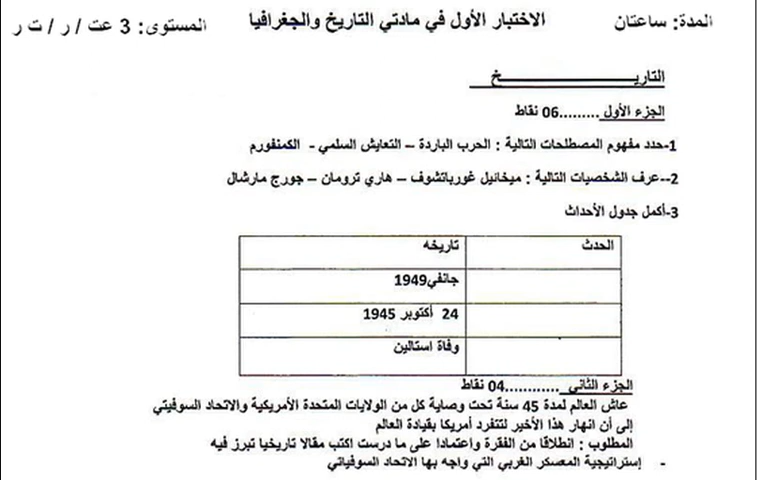 المدة: ساعتان الاختبار الأول في مادتي التاريخ والجغرافيا المستوى: 3 عت / ر / ت ر
التاريـــــــــــــــخ
الجزء الأول.........06 نقاط
1-حدد مفهوم المصطلحات التالية : الحرب الباردة – التعايش السلمي - الكمنفورم
2--عرف الشخصيات التالية : ميخائيل غورباتشوف – هاري ترومان – جورج مارشال
3-أكمل جدول الأحداث
الحدث تاريخه
جانفي1949
24 أكتوبر 1945
وفاة استالين
الجزء الثاني ............04 نقاط
عاش العالم لمدة 45 سنة تحت وصاية كل من الولايات المتحدة الأمريكية والاتحاد السوفيتي
إلى أن انهار هذا الأخير لتتفرد أمريكا بقيادة العالم
المطلوب : انطلاقا من الفقرة واعتمادا على ما درست اكتب مقالا تاريخيا تبرز فيه
- إستراتيجية المعسكر الغربي التي واجه بها الاتحاد السوفياتي